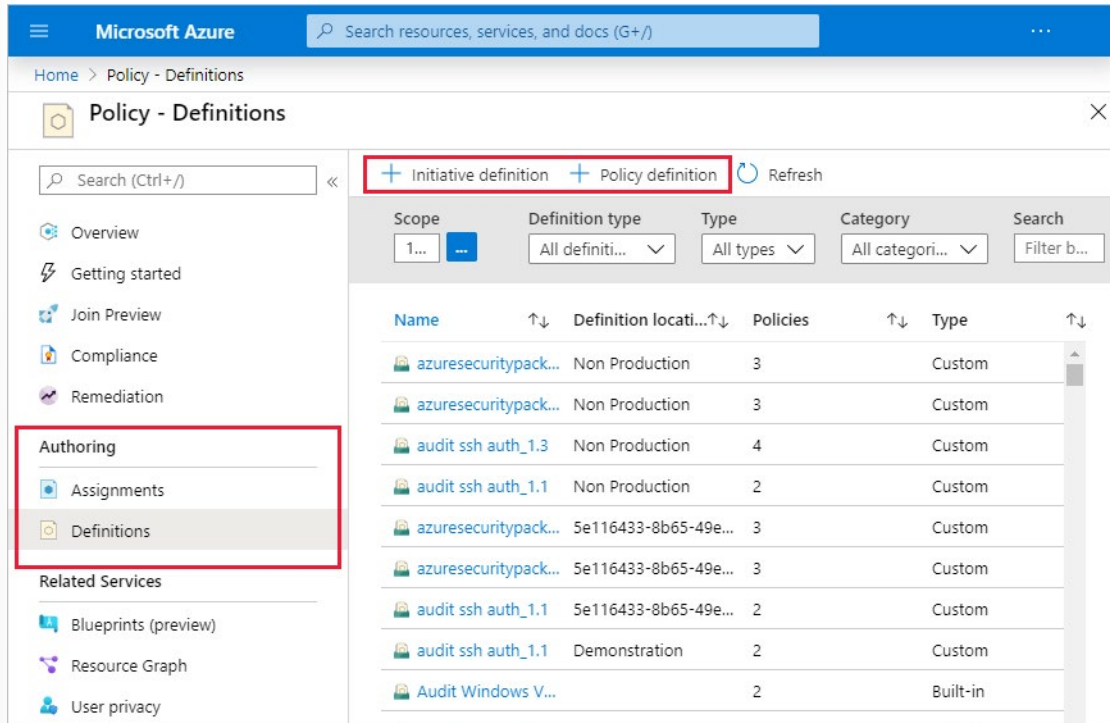 Microsoft Azure
Search resources, services, and docs (G+/)
...
Home > Policy - Definitions
Policy - Definitions
Search (Ctrl+/)
Overview
Getting started
Join Preview
Compliance
Remediation
Authoring
Assignments
Definitions
Related Services
Blueprints (preview)
Resource Graph
User privacy
+ Initiative definition + Policy definition Refresh
Scope Definition type Type Category Search
1... ... All definiti... All types All categori... Filter b...
Name Definition locati... Policies Type
azuresecuritypack... Non Production 3 Custom
azuresecuritypack... Non Production 3 Custom
audit ssh auth_1.3 Non Production 4 Custom
audit ssh auth_1.1 Non Production 2 Custom
azuresecuritypack... 5e116433-8b65-49e... 3 Custom
azuresecuritypack... 5e116433-8b65-49e... 3 Custom
audit ssh auth_1.1 5e116433-8b65-49e... 2 Custom
audit ssh auth_1.1 Demonstration 2 Custom
Audit Windows V... 2 Built-in